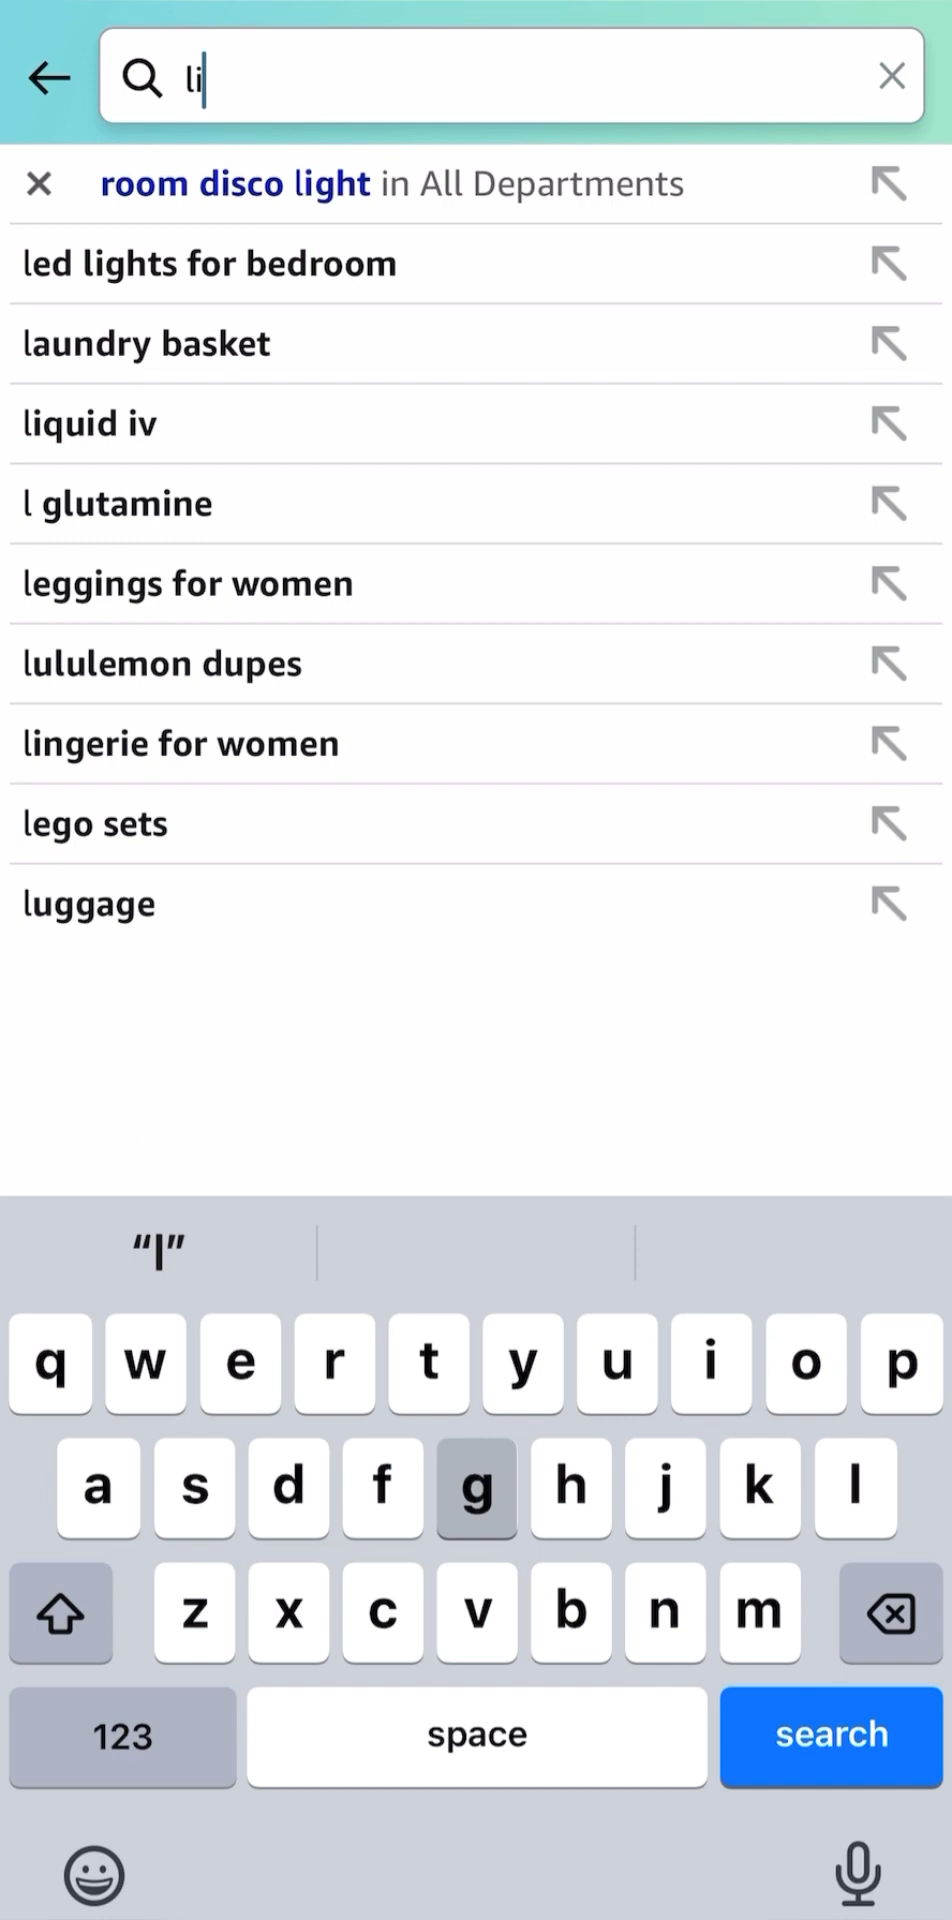 li
room disco light in All Departments
led lights for bedroom
laundry basket
liquid iv
l glutamine
leggings for women
lululemon dupes
lingerie for women
lego sets
luggage
“l”
q w e r t y u i o p
a s d f g h j k l
z x c v b n m
123 space search